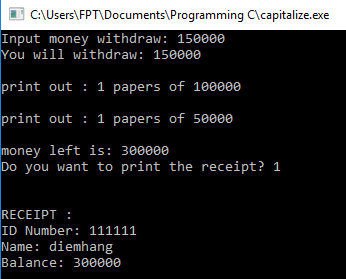 C:\Users\FPT\Documents\Programming C\capitalize.exe
Input money withdraw: 150000
You will withdraw: 150000
print out : 1 papers of 100000
print out : 1 papers of 50000
money left is: 300000
Do you want to print the receipt? 1
RECEIPT :
ID Number: 111111
Name: diemhang
Balance: 300000